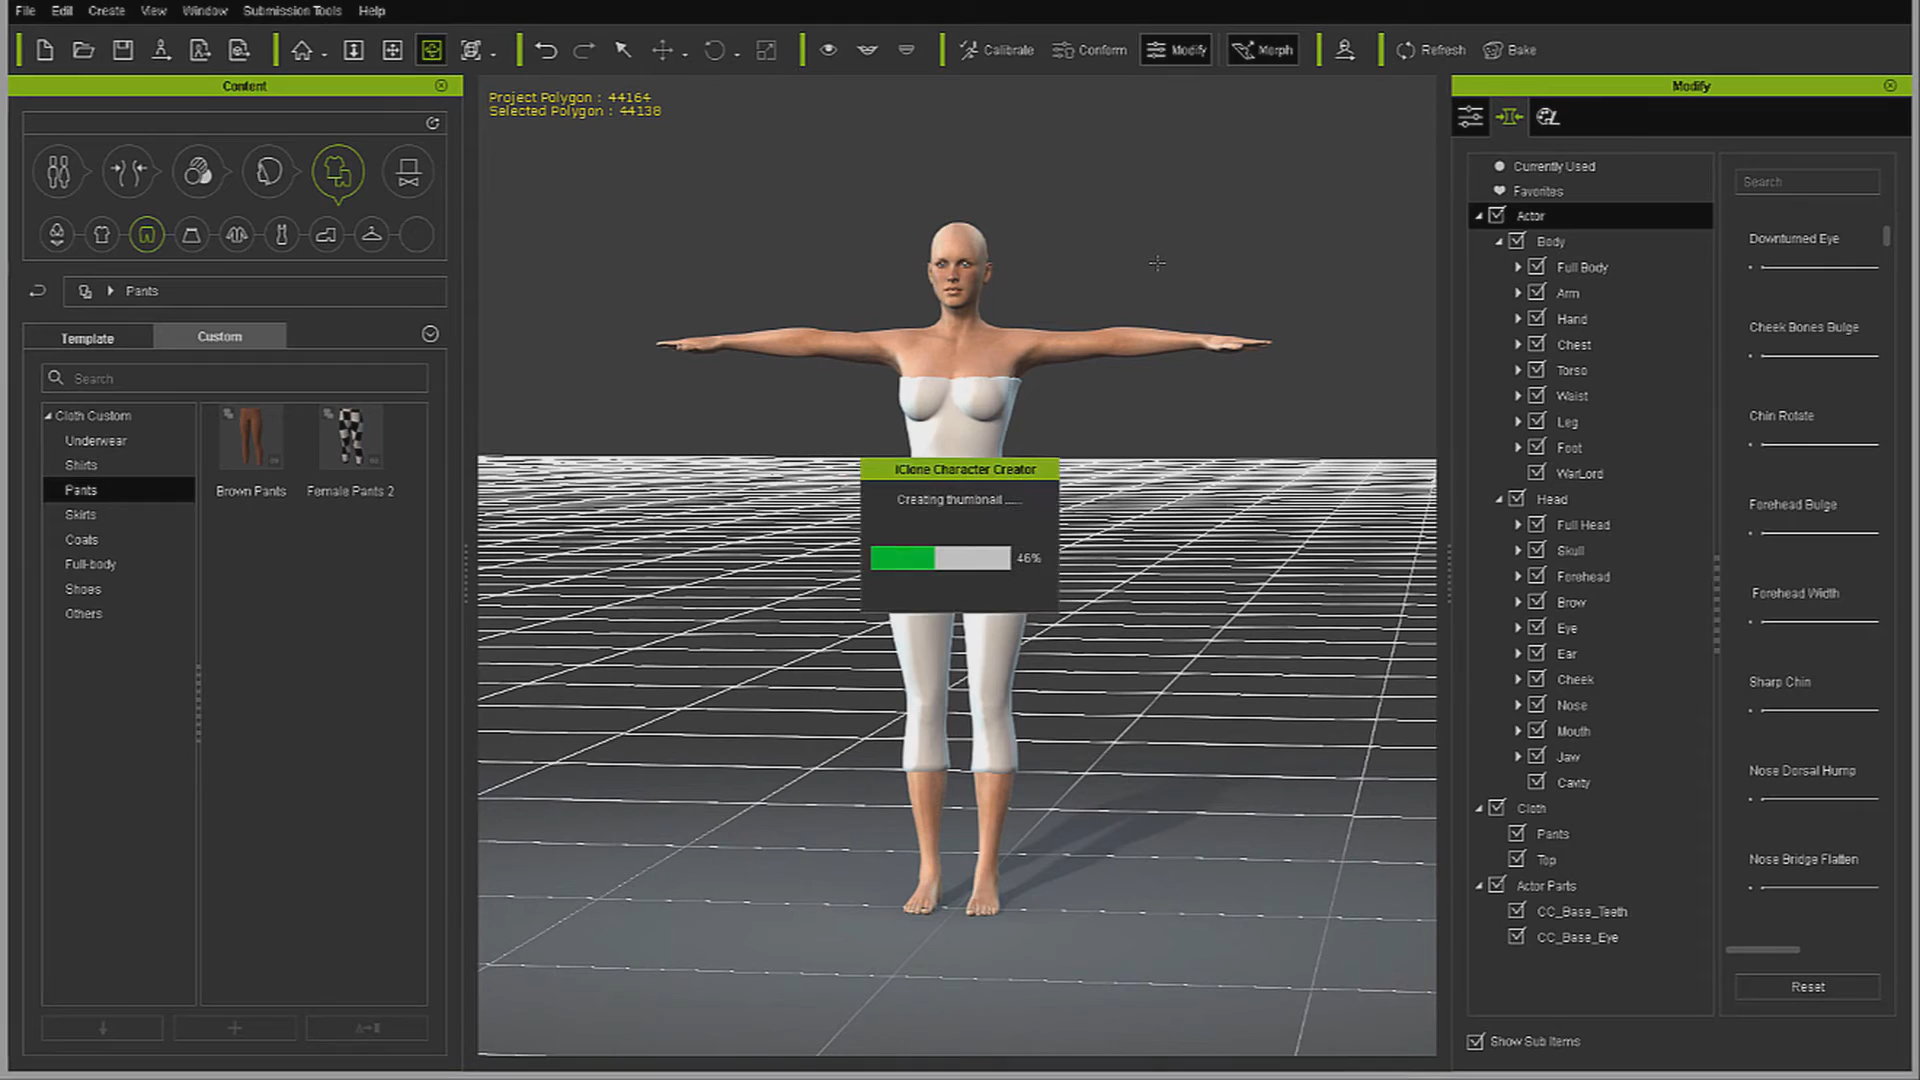 File Edit Create View Window Submission Tools Help
Calibrate Conform Modify Morph Refresh Bake
Content
Pants
Template Custom
Search
Cloth Custom
Underwear
Shirts
Pants
Skirts
Coats
Full-body
Shoes
Others
Brown Pants Female Pants 2
Project Polygon : 44164
Selected Polygon : 44138
iClone Character Creator
Creating thumbnail ......
46%
Modify
Currently Used
Favorites
Actor
Body
Full Body
Arm
Hand
Chest
Torso
Waist
Leg
Foot
WarLord
Head
Full Head
Skull
Forehead
Brow
Eye
Ear
Cheek
Nose
Mouth
Jaw
Cavity
Cloth
Pants
Top
Actor Parts
CC_Base_Teeth
CC_Base_Eye
Show Sub Items
Search
Downturned Eye
Cheek Bones Bulge
Chin Rotate
Forehead Bulge
Forehead Width
Sharp Chin
Nose Dorsal Hump
Nose Bridge Flatten
Reset